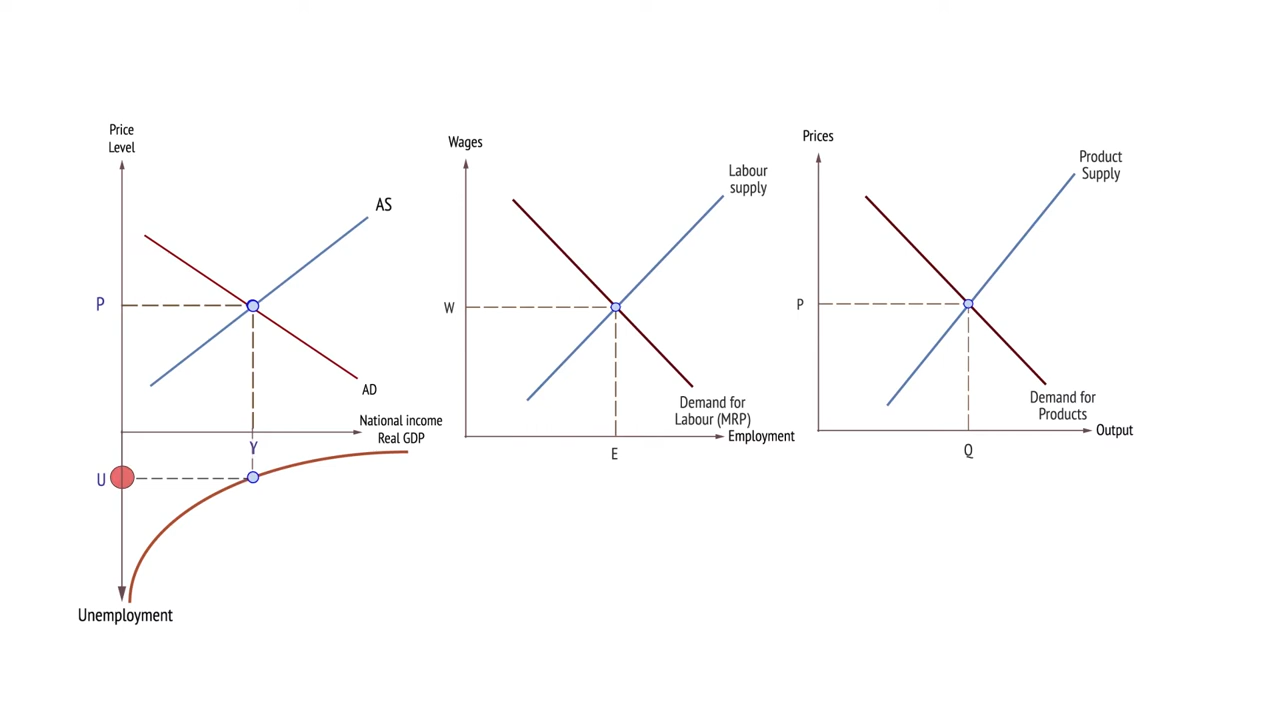 Price
Level
AS
P
AD
National income
Real GDP
Y
U
Unemployment
Wages
Labour
supply
W
Demand for
Labour (MRP)
Employment
E
Prices
Product
Supply
P
Demand for
Products
Output
Q